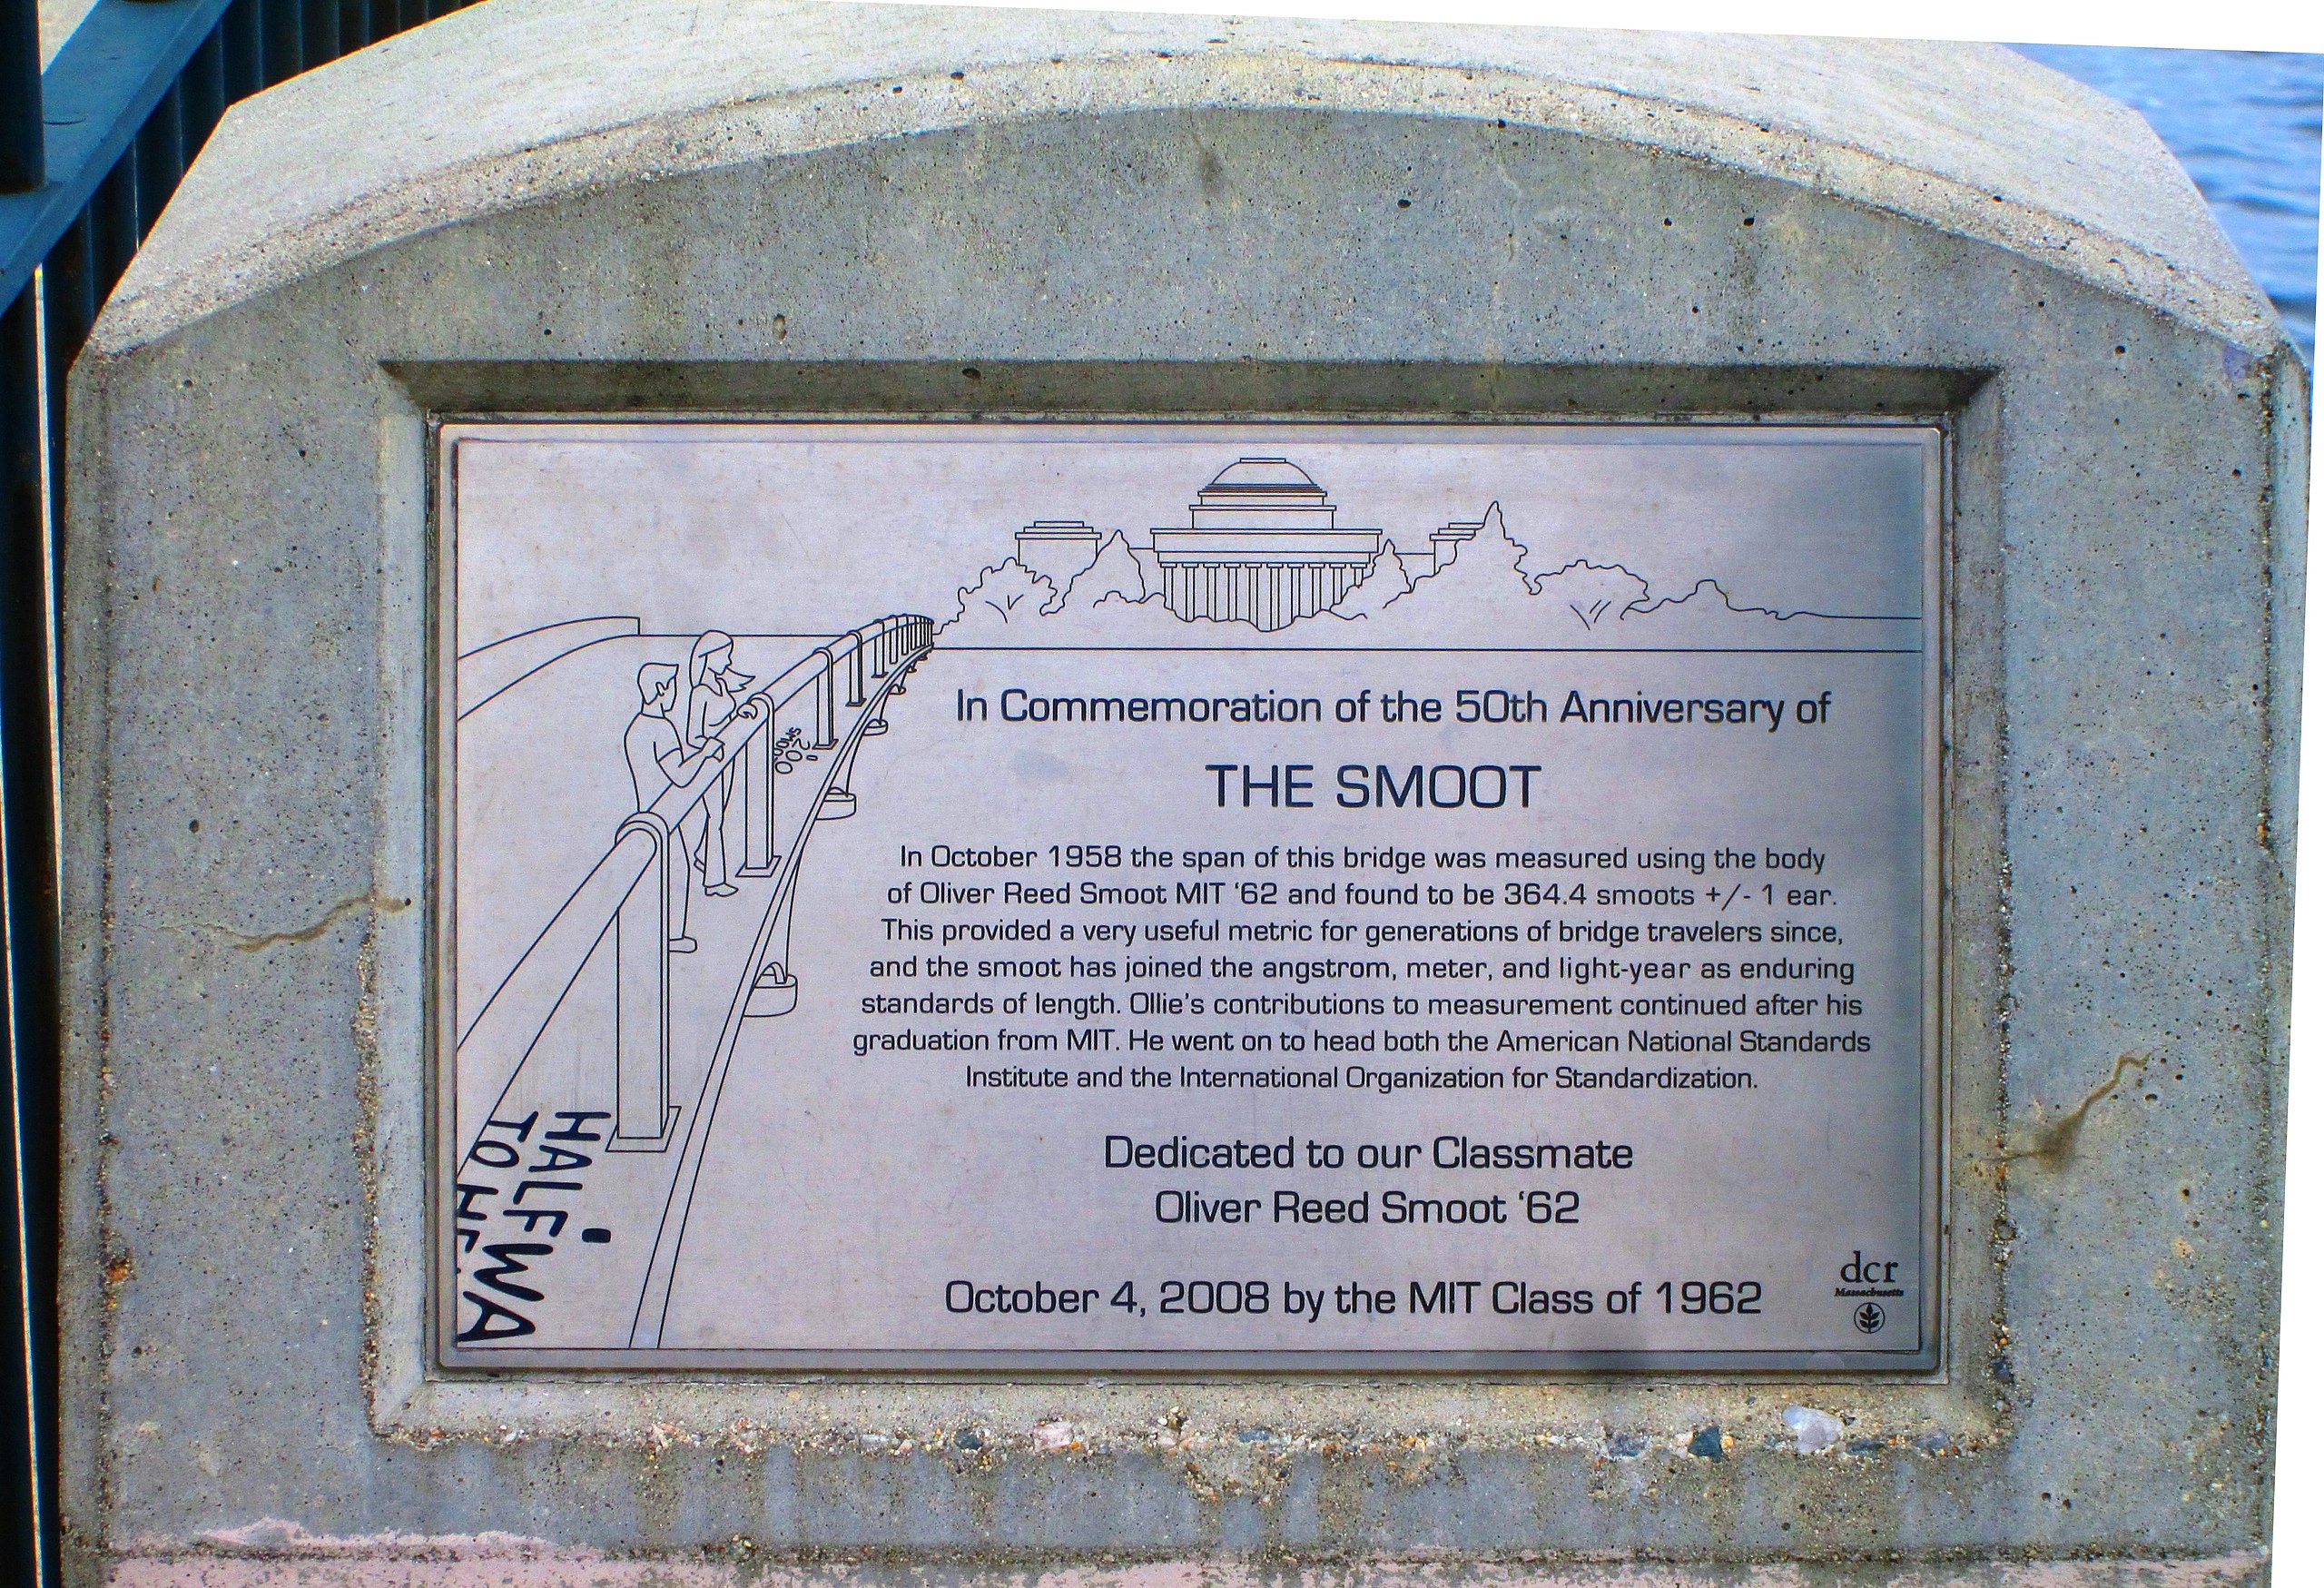 In Commemoration of the 50th Anniversary of
THE SMOOT
In October 1958 the span of this bridge was measured using the body
of Oliver Reed Smoot MIT ‘62 and found to be 364.4 smoots +/- 1 ear.
This provided a very useful metric for generations of bridge travelers since,
and the smoot has joined the angstrom, meter, and light-year as enduring
standards of length. Ollie's contributions to measurement continued after his
graduation from MIT. He went on to head both the American National Standards
Institute and the International Organization for Standardization.
Dedicated to our Classmate
Oliver Reed Smoot ‘62
October 4, 2008 by the MIT Class of 1962
HALFWA
TO
200
SMOOTS
dcr
Massachusetts